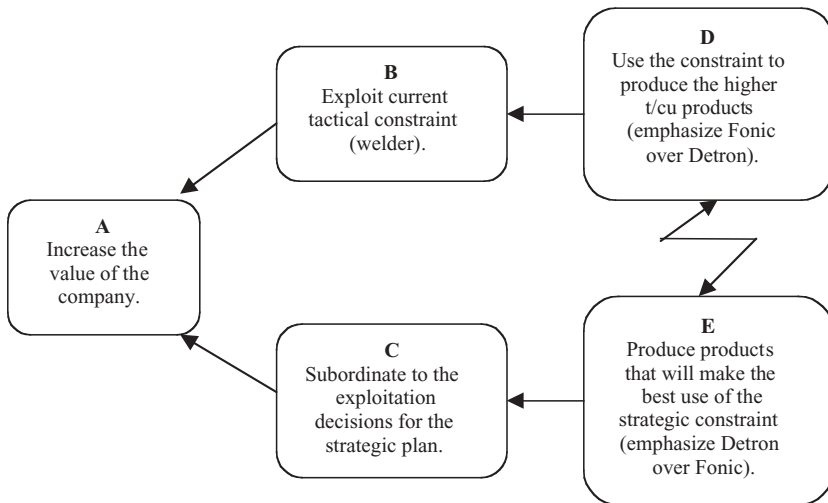 A
Increase the
value of the
company.
B
Exploit current
tactical constraint
(welder).
C
Subordinate to the
exploitation
decisions for the
strategic plan.
D
Use the constraint to
produce the higher
t/cu products
(emphasize Fonic
over Detron).
E
Produce products
that will make the
best use of the
strategic constraint
(emphasize Detron
over Fonic).